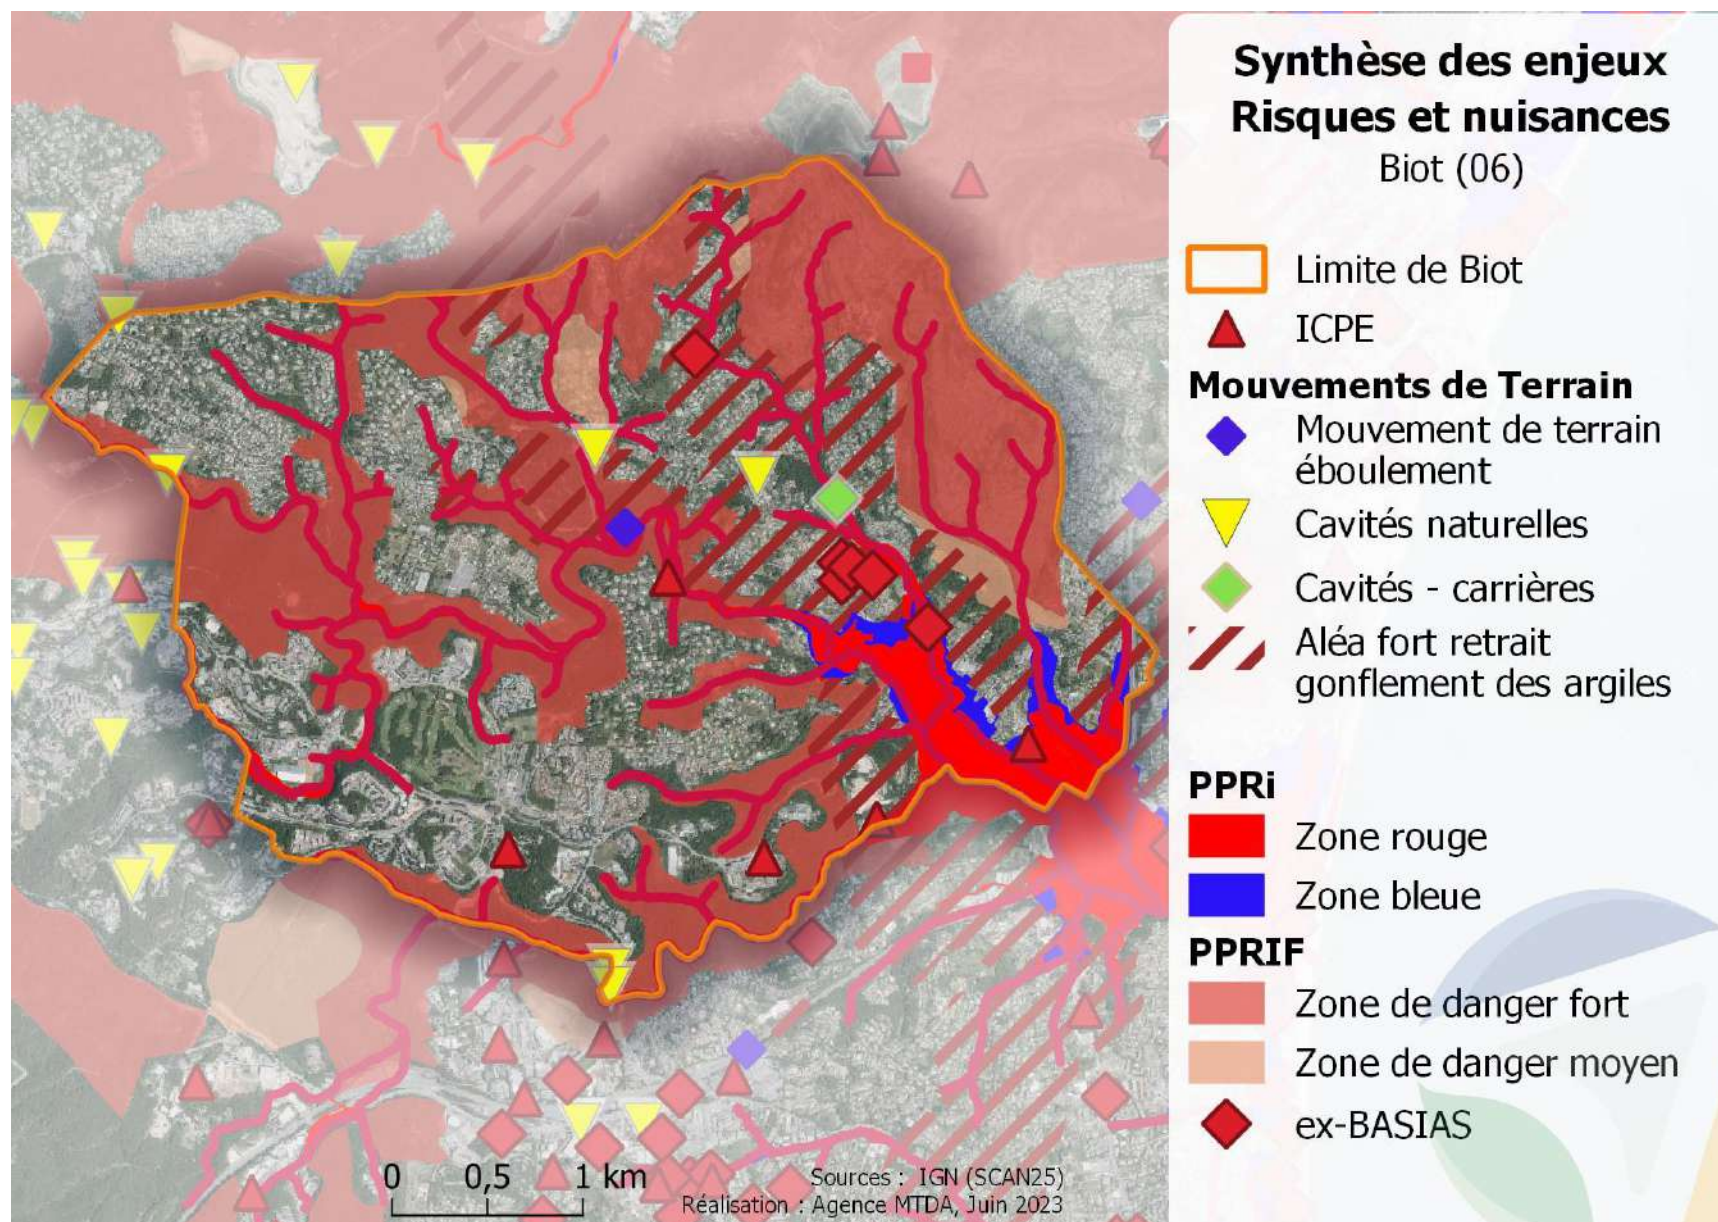 Synthèse des enjeux
Risques et nuisances
Biot (06)
Limite de Biot
ICPE
Mouvements de Terrain
Mouvement de terrain
éboulement
Cavités naturelles
Cavités - carrières
Aléa fort retrait
gonflement des argiles
PPRi
Zone rouge
Zone bleue
PPRIF
Zone de danger fort
Zone de danger moyen
ex-BASIAS
0 0,5 1 km
Sources : IGN (SCAN25)
Réalisation : Agence MTDA, Juin 2023